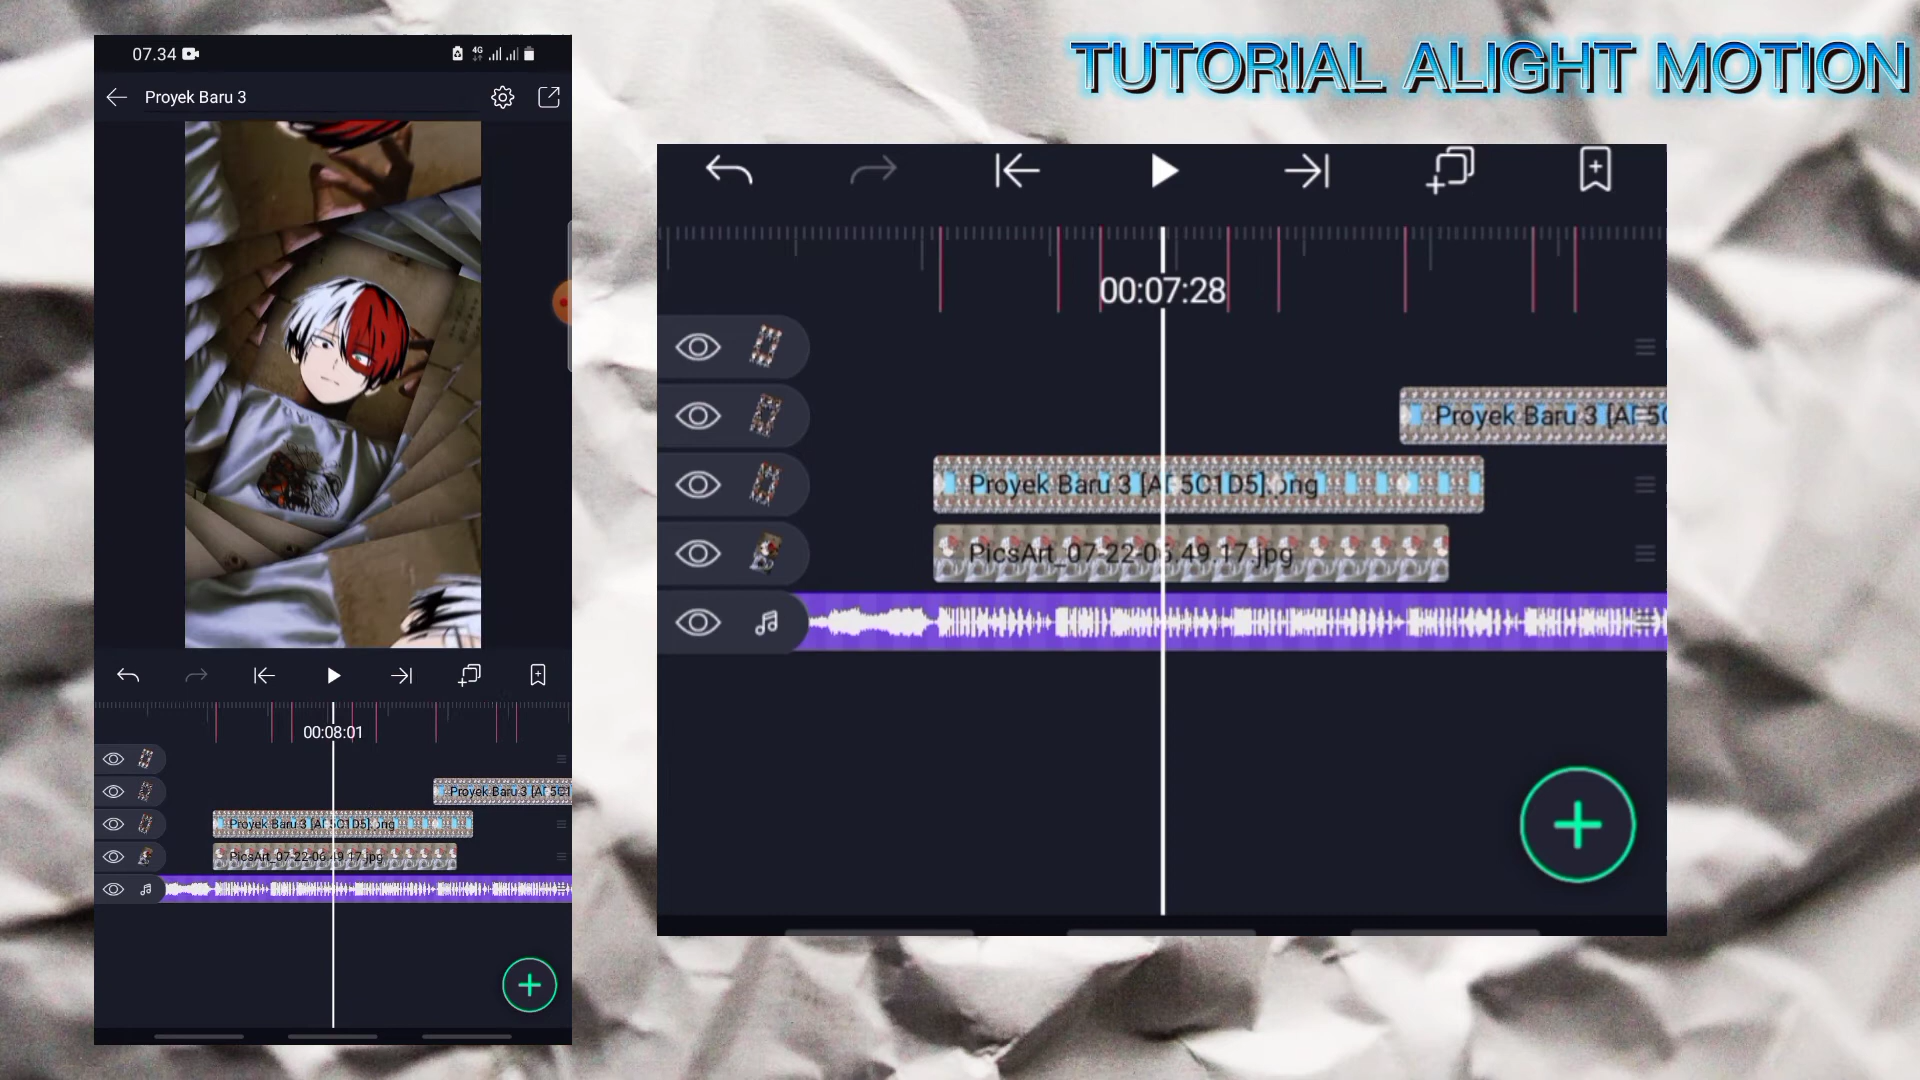 TUTORIAL ALIGHT MOTION
07.34
4G
Proyek Baru 3
00:08:01
Proyek Baru 3 [AF5C1
Proyek Baru 3 [AF5C1D5].png
PicsArt_07-22-06.49.17.jpg
00:07:28
Proyek Baru 3 [AF5C
Proyek Baru 3 [AF5C1D5].png
PicsArt_07-22-06.49.17.jpg